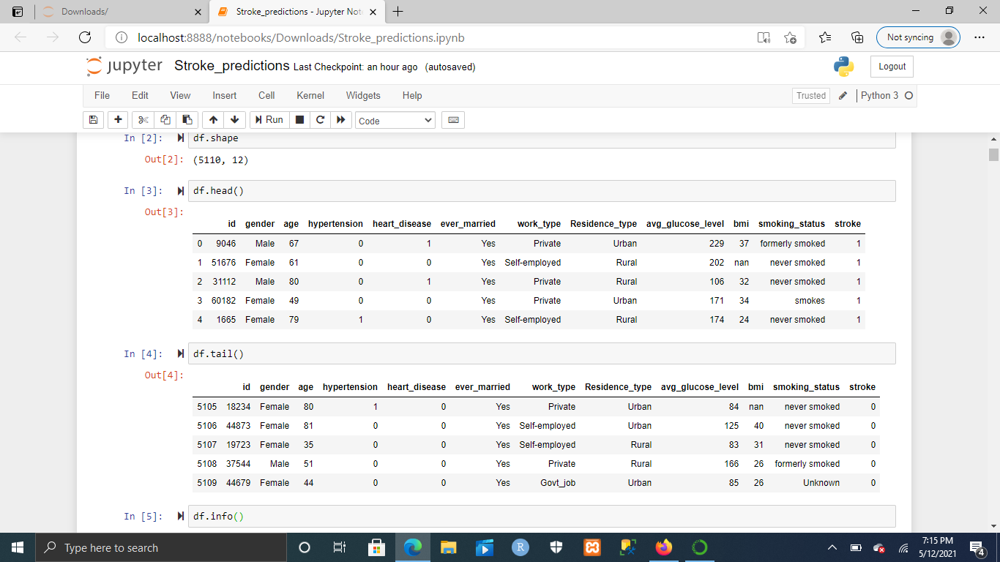 Downloads/
Stroke_predictions - Jupyter Not
localhost:8888/notebooks/Downloads/Stroke_predictions.ipynb
Not syncing
jupyter Stroke_predictions Last Checkpoint: an hour ago (autosaved)
Logout
File Edit View Insert Cell Kernel Widgets Help
Trusted Python 3
Run Code
In [2]: df.shape
Out[2]: (5110, 12)
In [3]: df.head()
Out[3]:
id gender age hypertension heart_disease ever_married work_type Residence_type avg_glucose_level bmi smoking_status stroke
0 9046 Male 67 0 1 Yes Private Urban 229 37 formerly smoked 1
1 51676 Female 61 0 0 Yes Self-employed Rural 202 nan never smoked 1
2 31112 Male 80 0 1 Yes Private Rural 106 32 never smoked 1
3 60182 Female 49 0 0 Yes Private Urban 171 34 smokes 1
4 1665 Female 79 1 0 Yes Self-employed Rural 174 24 never smoked 1
In [4]: df.tail()
Out[4]:
id gender age hypertension heart_disease ever_married work_type Residence_type avg_glucose_level bmi smoking_status stroke
5105 18234 Female 80 1 0 Yes Private Urban 84 nan never smoked 0
5106 44873 Female 81 0 0 Yes Self-employed Urban 125 40 never smoked 0
5107 19723 Female 35 0 0 Yes Self-employed Rural 83 31 never smoked 0
5108 37544 Male 51 0 0 Yes Private Rural 166 26 formerly smoked 0
5109 44679 Female 44 0 0 Yes Govt_job Urban 85 26 Unknown 0
In [5]: df.info()
Type here to search
R
7:15 PM
5/12/2021
4